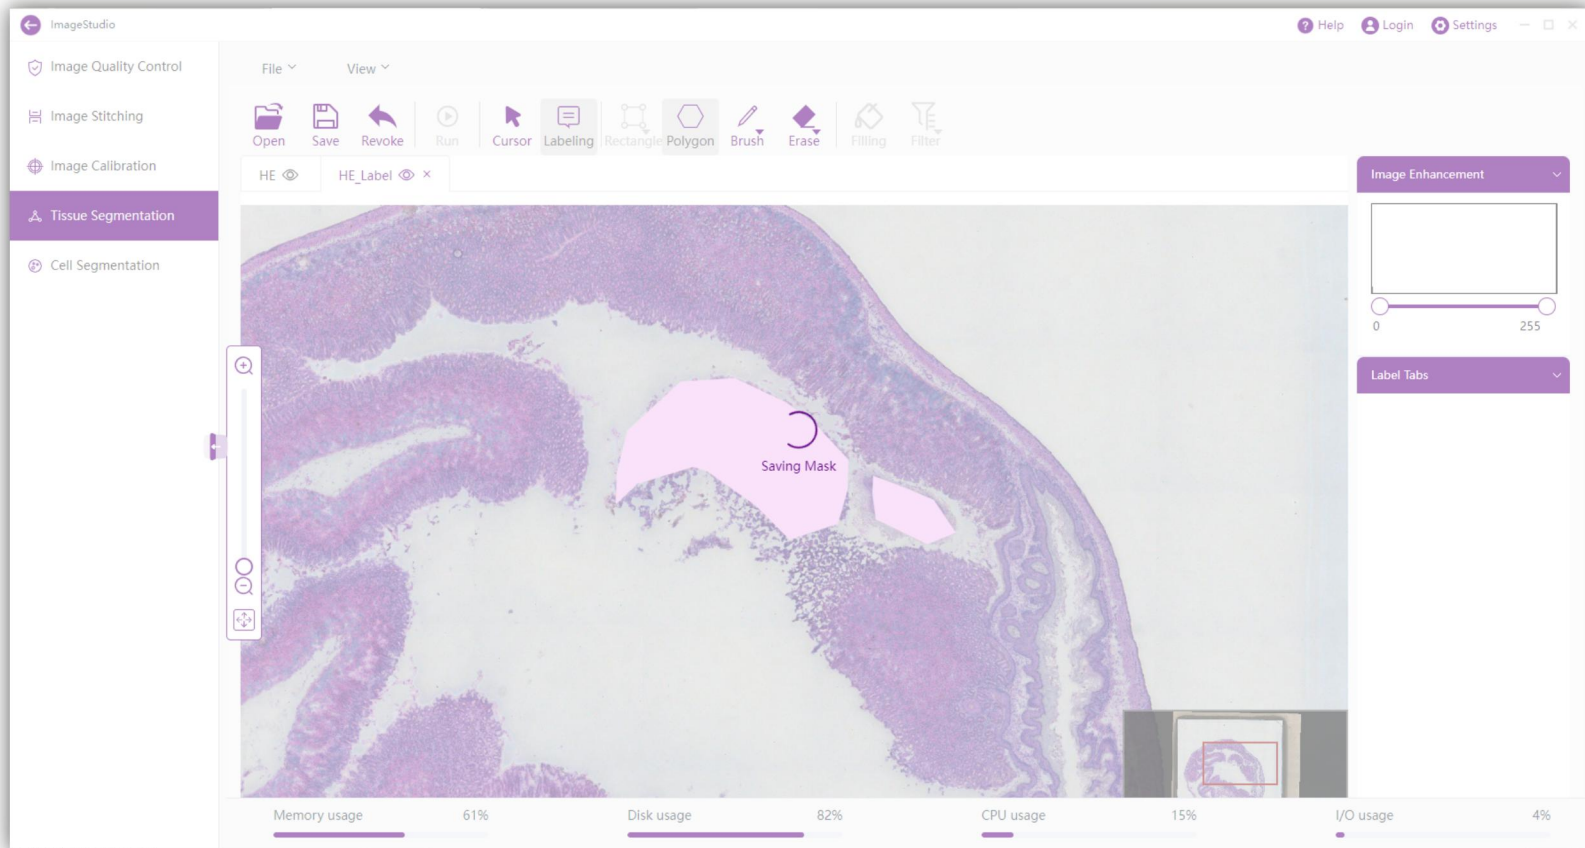 ImageStudio
Help Login Settings
Image Quality Control
Image Stitching
Image Calibration
Tissue Segmentation
Cell Segmentation
File View
Open Save Revoke Run Cursor Labeling Rectangle Polygon Brush Erase Filling Filter
HE HE_Label
Image Enhancement
0 255
Label Tabs
Saving Mask
Memory usage 61% Disk usage 82% CPU usage 15% I/O usage 4%